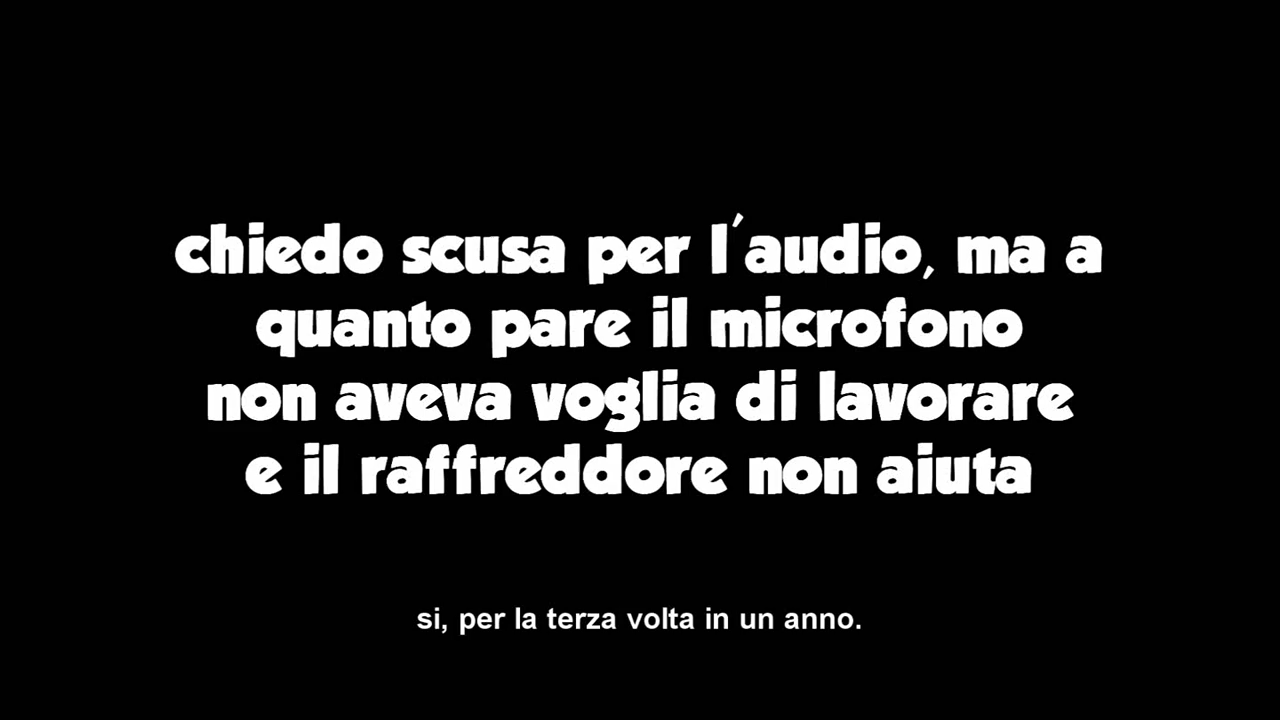 chiedo scusa per l'audio, ma a
quanto pare il microfono
non aveva voglia di lavorare
e il raffreddore non aiuta
si, per la terza volta in un anno.